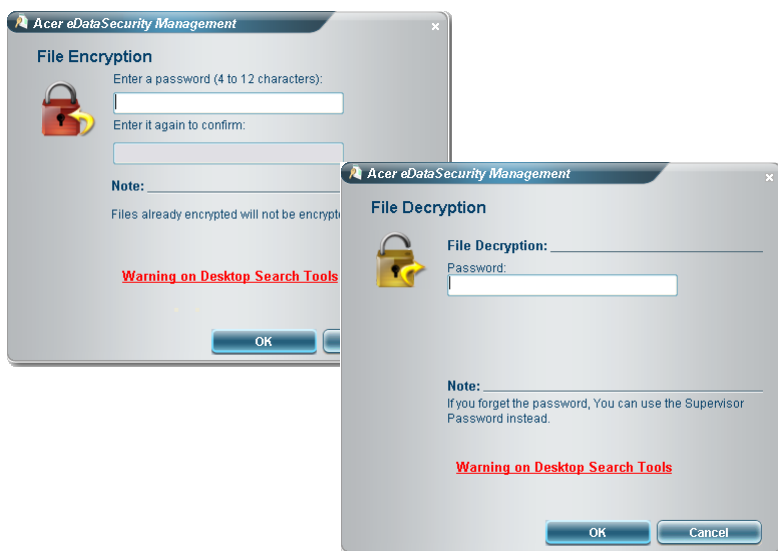 Acer eDataSecurity Management
File Encryption
Enter a password (4 to 12 characters):
Enter it again to confirm:
Note:
Files already encrypted will not be
Warning on Desktop Search Tools
OK
Acer eDataSecurity Management
File Decryption
File Decryption:
Password:
Note:
If you forget the password, You can use the Supervisor
Password instead.
Warning on Desktop Search Tools
OK
Cancel